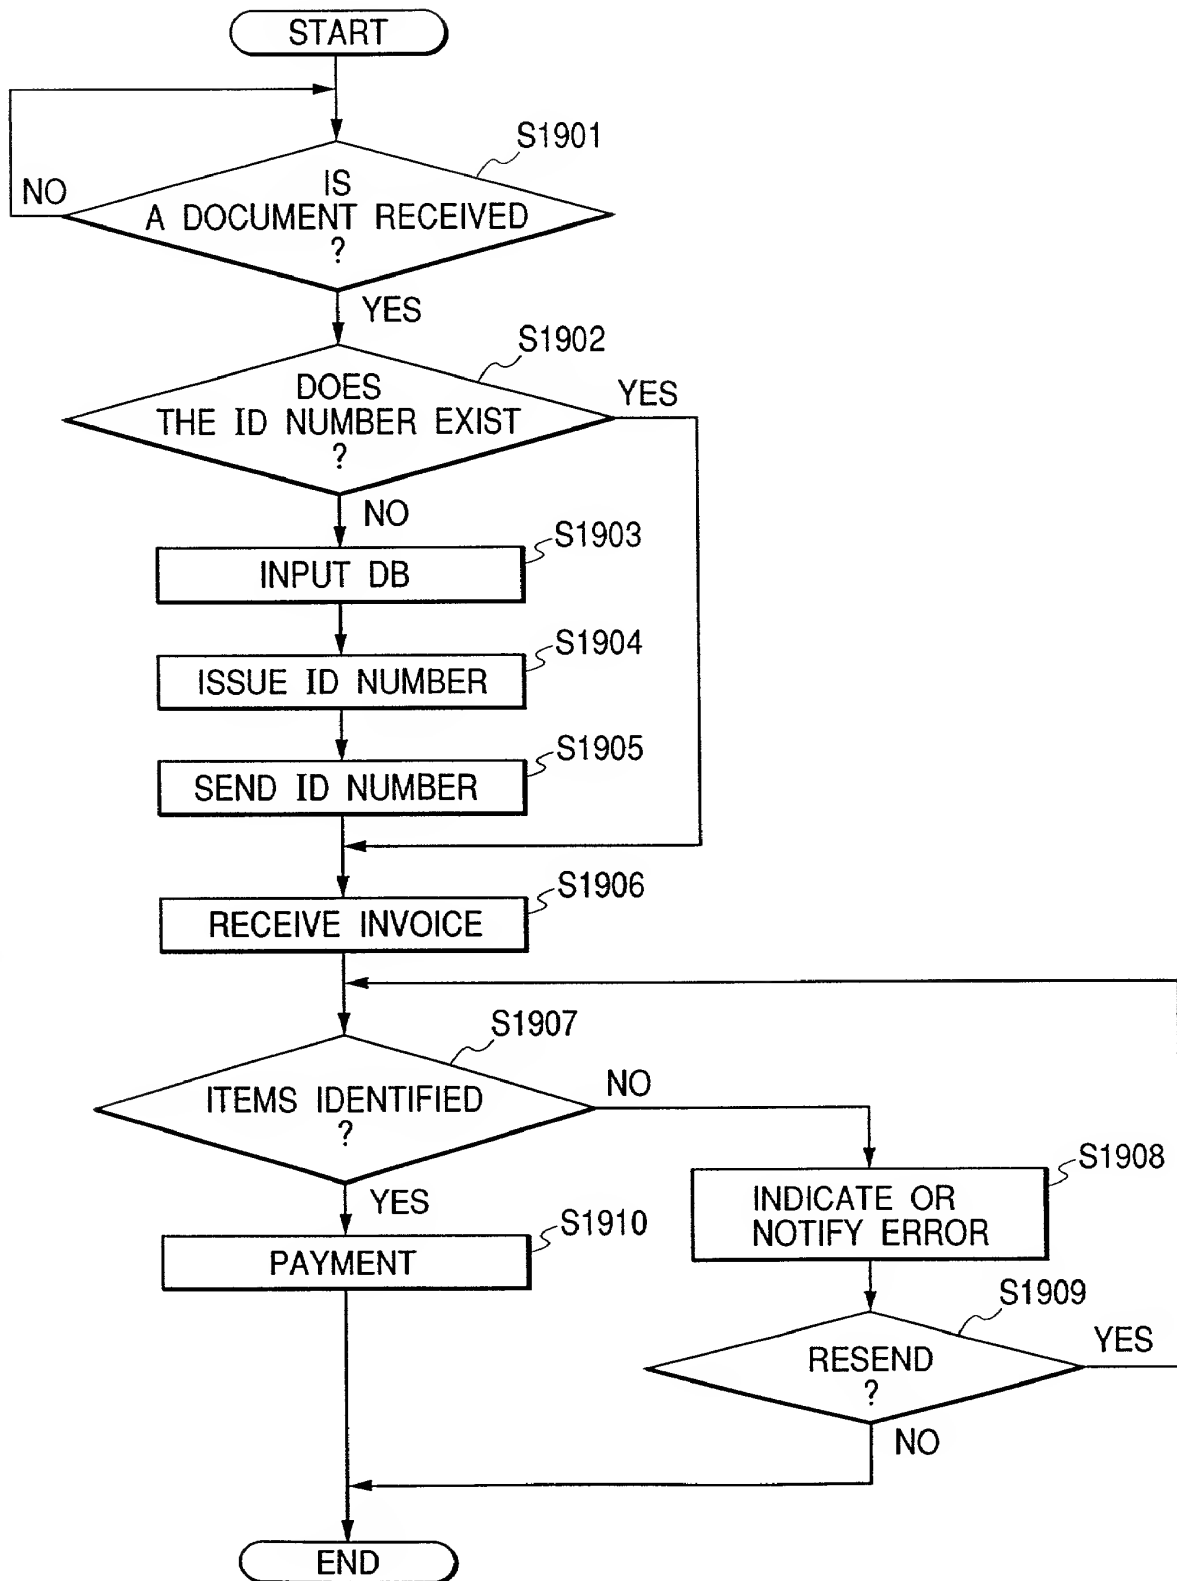 START
S1901
NO
IS
A DOCUMENT RECEIVED
?
YES
S1902
DOES
THE ID NUMBER EXIST
?
YES
NO
S1903
INPUT DB
S1904
ISSUE ID NUMBER
S1905
SEND ID NUMBER
S1906
RECEIVE INVOICE
S1907
ITEMS IDENTIFIED
?
NO
YES
S1908
INDICATE OR
NOTIFY ERROR
S1910
PAYMENT
S1909
RESEND
?
YES
NO
END